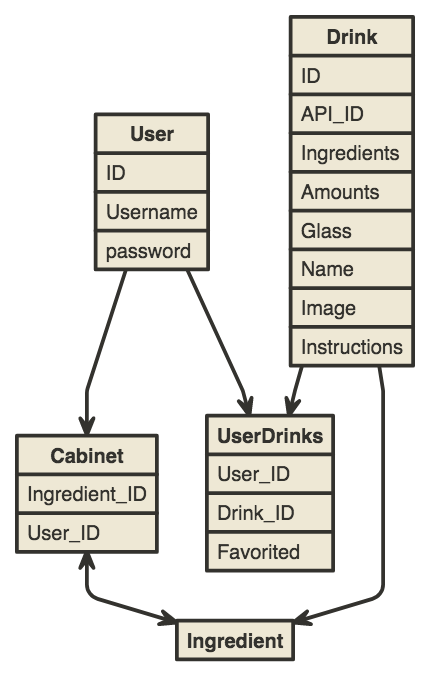 Drink
ID
API_ID
Ingredients
Amounts
Glass
Name
Image
Instructions
User
ID
Username
password
Cabinet
Ingredient_ID
User_ID
UserDrinks
User_ID
Drink_ID
Favorited
Ingredient